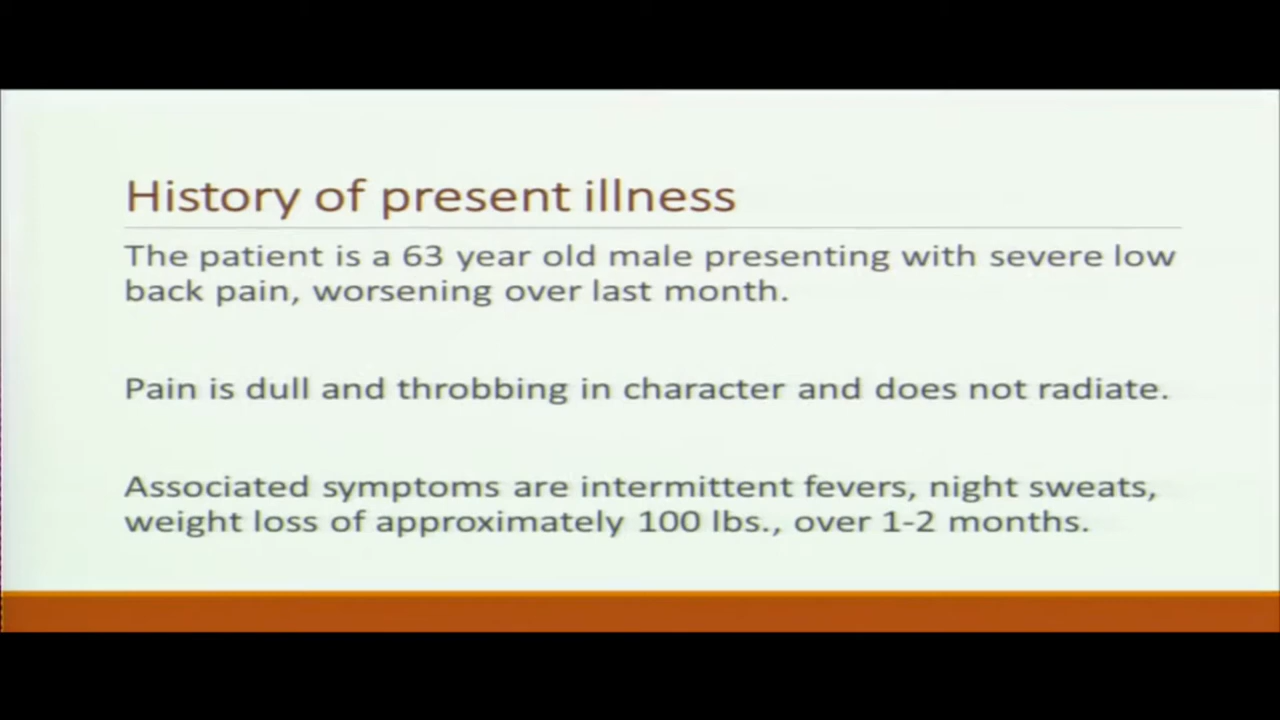 History of present illness
The patient is a 63 year old male presenting with severe low
back pain, worsening over last month.
Pain is dull and throbbing in character and does not radiate.
Associated symptoms are intermittent fevers, night sweats,
weight loss of approximately 100 lbs., over 1-2 months.